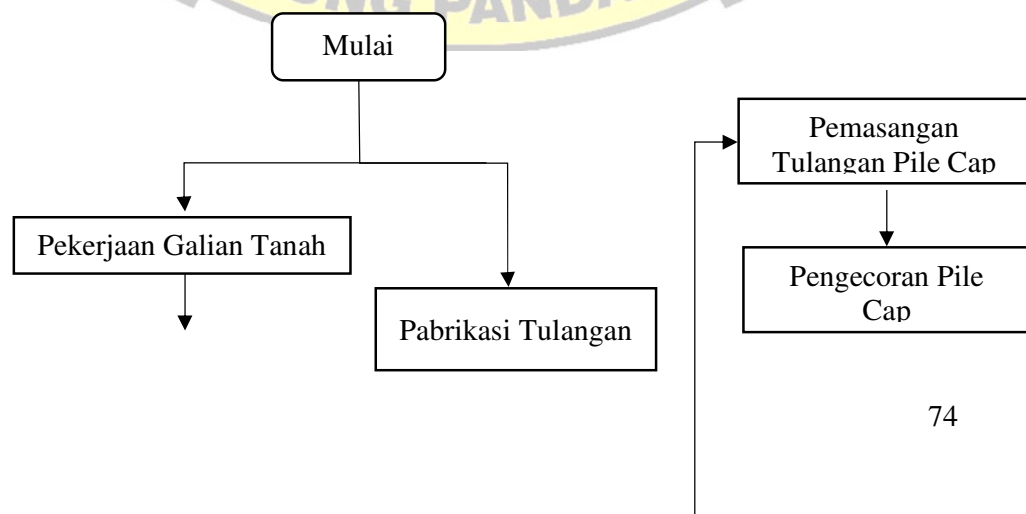 Mulai
Pekerjaan Galian Tanah
Pabrikasi Tulangan
Pemasangan
Tulangan Pile Cap
Pengecoran Pile
Cap
74